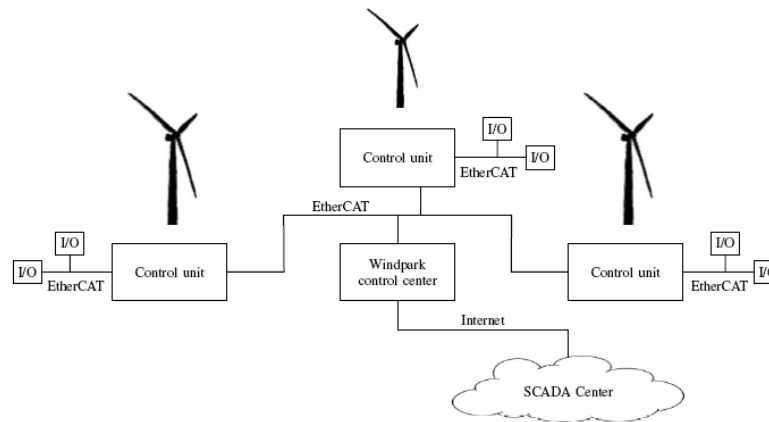 I/O
Control unit
I/O
EtherCAT
EtherCAT
I/O
I/O
Control unit
EtherCAT
Windpark
control center
Control unit
I/O
I/O
EtherCAT
Internet
SCADA Center